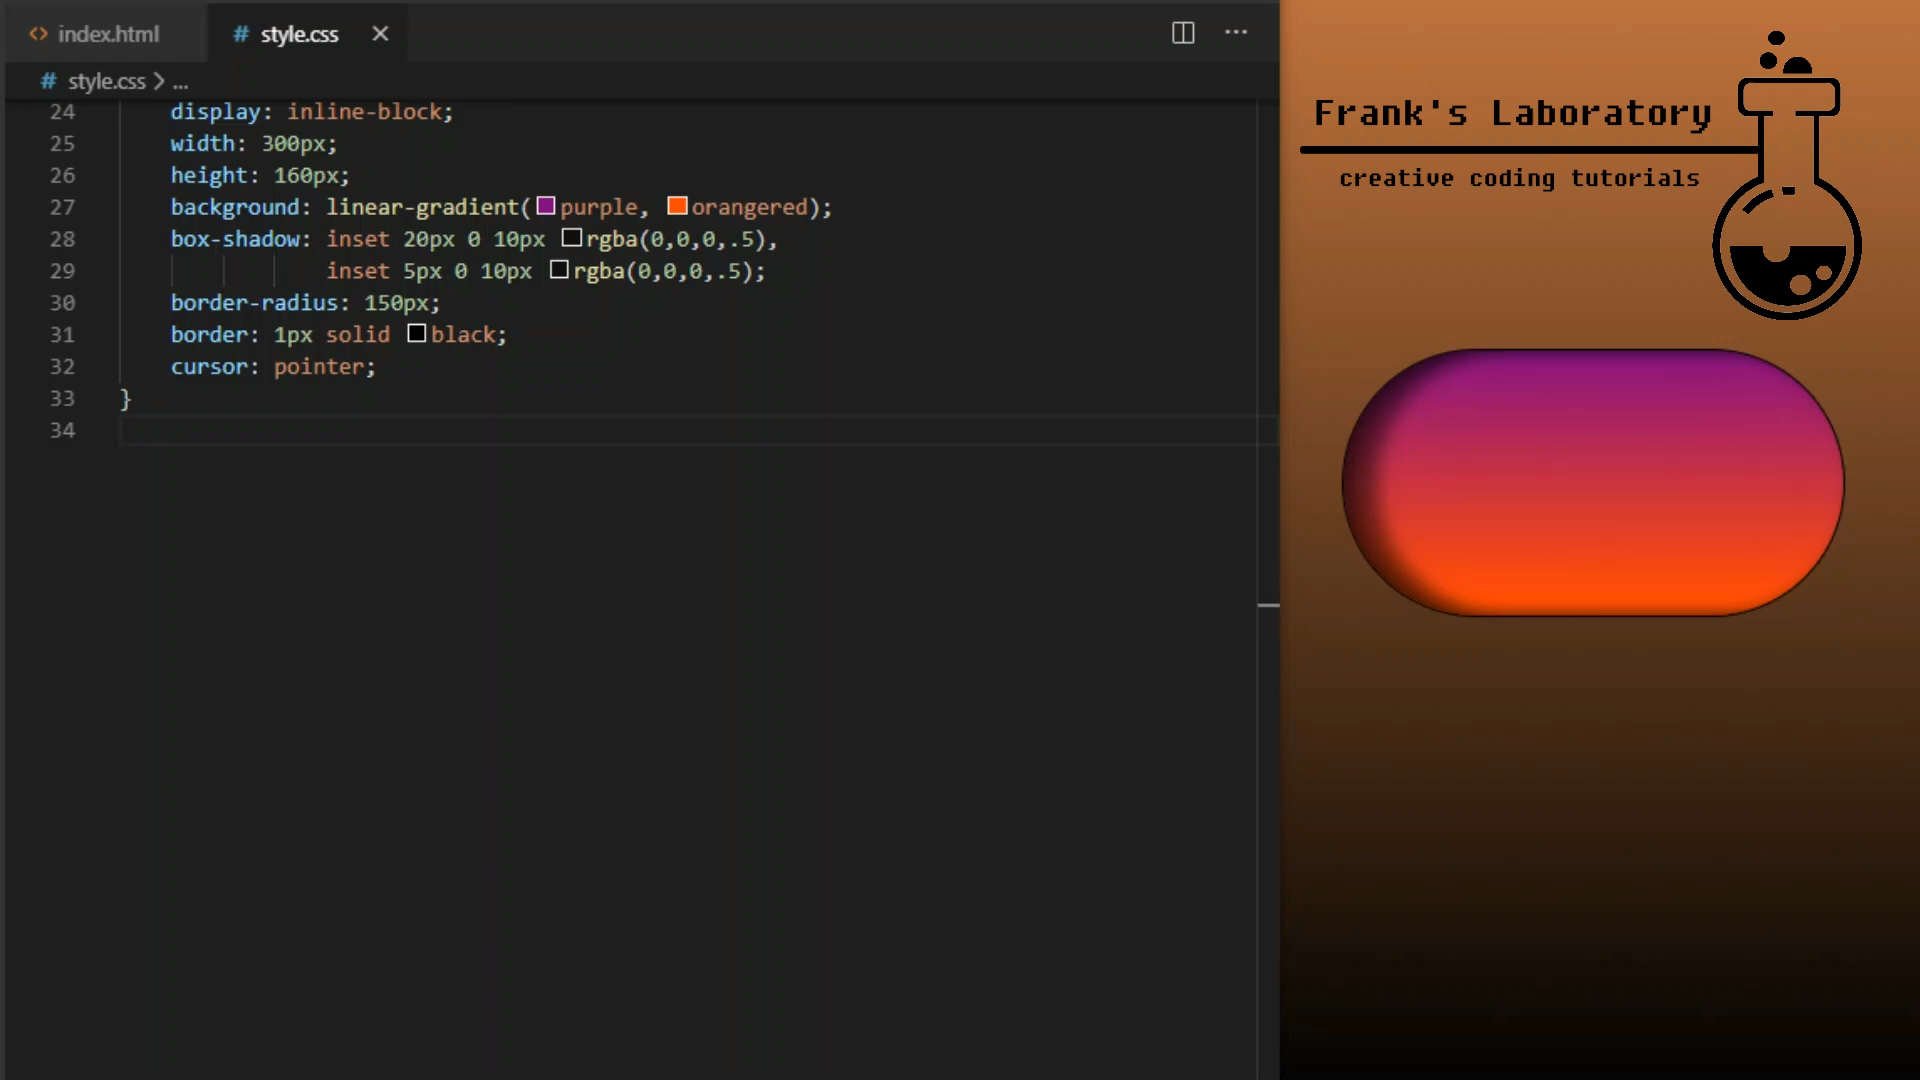 index.html
style.css
style.css > ...
24 display: inline-block;
25 width: 300px;
26 height: 160px;
27 background: linear-gradient(purple, orangered);
28 box-shadow: inset 20px 0 10px rgba(0,0,0,.5),
29 inset 5px 0 10px rgba(0,0,0,.5);
30 border-radius: 150px;
31 border: 1px solid black;
32 cursor: pointer;
33 }
34
Frank's Laboratory
creative coding tutorials